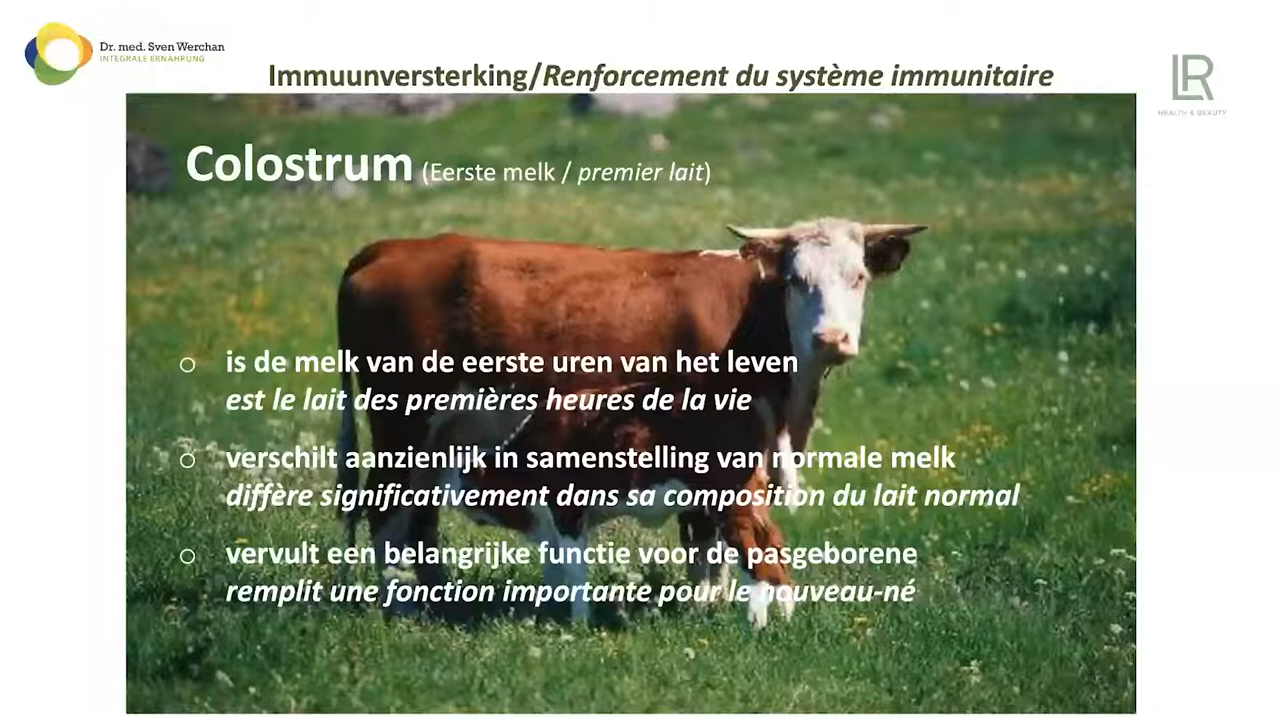 Dr. med. Sven Werchan
INTEGRALE ERNÄHRUNG
Immuunversterking/Renforcement du système immunitaire
LR
HEALTH & BEAUTY
Colostrum (Eerste melk / premier lait)
○ is de melk van de eerste uren van het leven
est le lait des premières heures de la vie
○ verschilt aanzienlijk in samenstelling van normale melk
diffère significativement dans sa composition du lait normal
○ vervult een belangrijke functie voor de pasgeborene
remplit une fonction importante pour le nouveau-né